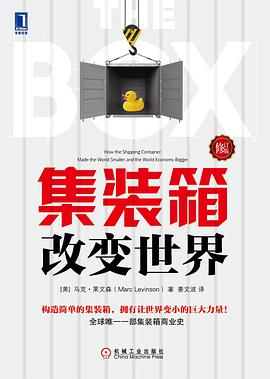 THE
BOX
How the Shipping Container
Made the World Smaller and the World Economy Bigger
集装箱
修订版
改变世界
[美] 马克·莱文森 (Marc Levinson) 著 姜文波 译
构造简单的集装箱,拥有让世界变小的巨大力量!
全球唯一一部集装箱商业史
机械工业出版社
China Machine Press